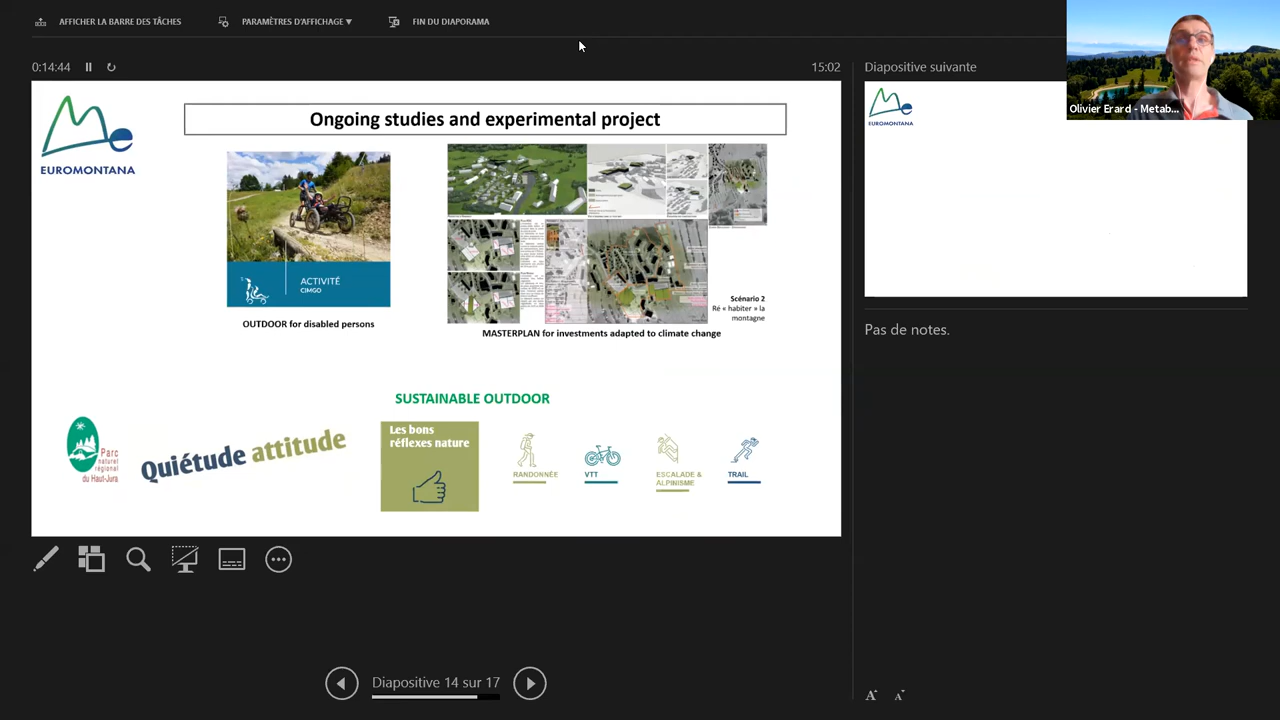 AFFICHER LA BARRE DES TÂCHES
PARAMÈTRES D'AFFICHAGE ▼
FIN DU DIAPORAMA
0:14:44
15:02
Diapositive suivante
Olivier Erard - Metab...
EUROMONTANA
Ongoing studies and experimental project
EUROMONTANA
ACTIVITÉ
CIMGO
Scénario 2
Ré « habiter » la
montagne
OUTDOOR for disabled persons
MASTERPLAN for investments adapted to climate change
Pas de notes.
SUSTAINABLE OUTDOOR
Parc
naturel
régional
du Haut-Jura
Quiétude attitude
Les bons
réflexes nature
RANDONNÉE
VTT
ESCALADE &
ALPINISME
TRAIL
Diapositive 14 sur 17
A
A